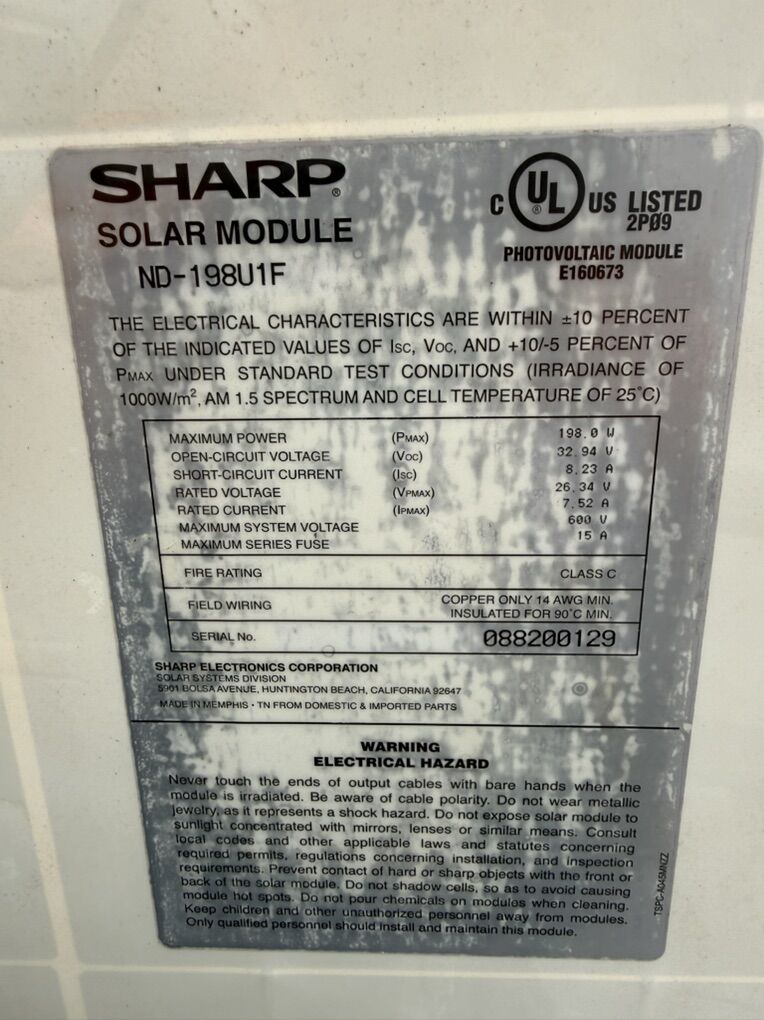 SHARP®
SOLAR MODULE
ND-198U1F
C UL® US LISTED
2PØ9
PHOTOVOLTAIC MODULE
E160673
THE ELECTRICAL CHARACTERISTICS ARE WITHIN ±10 PERCENT
OF THE INDICATED VALUES OF Isc, Voc, AND +10/-5 PERCENT OF
PMAX UNDER STANDARD TEST CONDITIONS (IRRADIANCE OF
1000W/m², AM 1.5 SPECTRUM AND CELL TEMPERATURE OF 25°C)
MAXIMUM POWER (PMAX) 198.0 W
OPEN-CIRCUIT VOLTAGE (Voc) 32.94 V
SHORT-CIRCUIT CURRENT (Isc) 8.23 A
RATED VOLTAGE (VPMAX) 26.34 V
RATED CURRENT (IPMAX) 7.52 A
MAXIMUM SYSTEM VOLTAGE 600 V
MAXIMUM SERIES FUSE 15 A
FIRE RATING CLASS C
FIELD WIRING COPPER ONLY 14 AWG MIN.
INSULATED FOR 90°C MIN.
SERIAL No. 088200129
SHARP ELECTRONICS CORPORATION
SOLAR SYSTEMS DIVISION
5901 BOLSA AVENUE, HUNTINGTON BEACH, CALIFORNIA 92647
MADE IN MEMPHIS • TN FROM DOMESTIC & IMPORTED PARTS
WARNING
ELECTRICAL HAZARD
Never touch the ends of output cables with bare hands when the
module is irradiated. Be aware of cable polarity. Do not wear metallic
jewelry, as it represents a shock hazard. Do not expose solar module to
sunlight concentrated with mirrors, lenses or similar means. Consult
local codes and other applicable laws and statutes concerning
required permits, regulations concerning installation, and inspection
requirements. Prevent contact of hard or sharp objects with the front or
back of the solar module. Do not shadow cells, so as to avoid causing
module hot spots. Do not pour chemicals on modules when cleaning.
Keep children and other unauthorized personnel away from modules.
Only qualified personnel should install and maintain this module.
TSPC-A045MNZZ